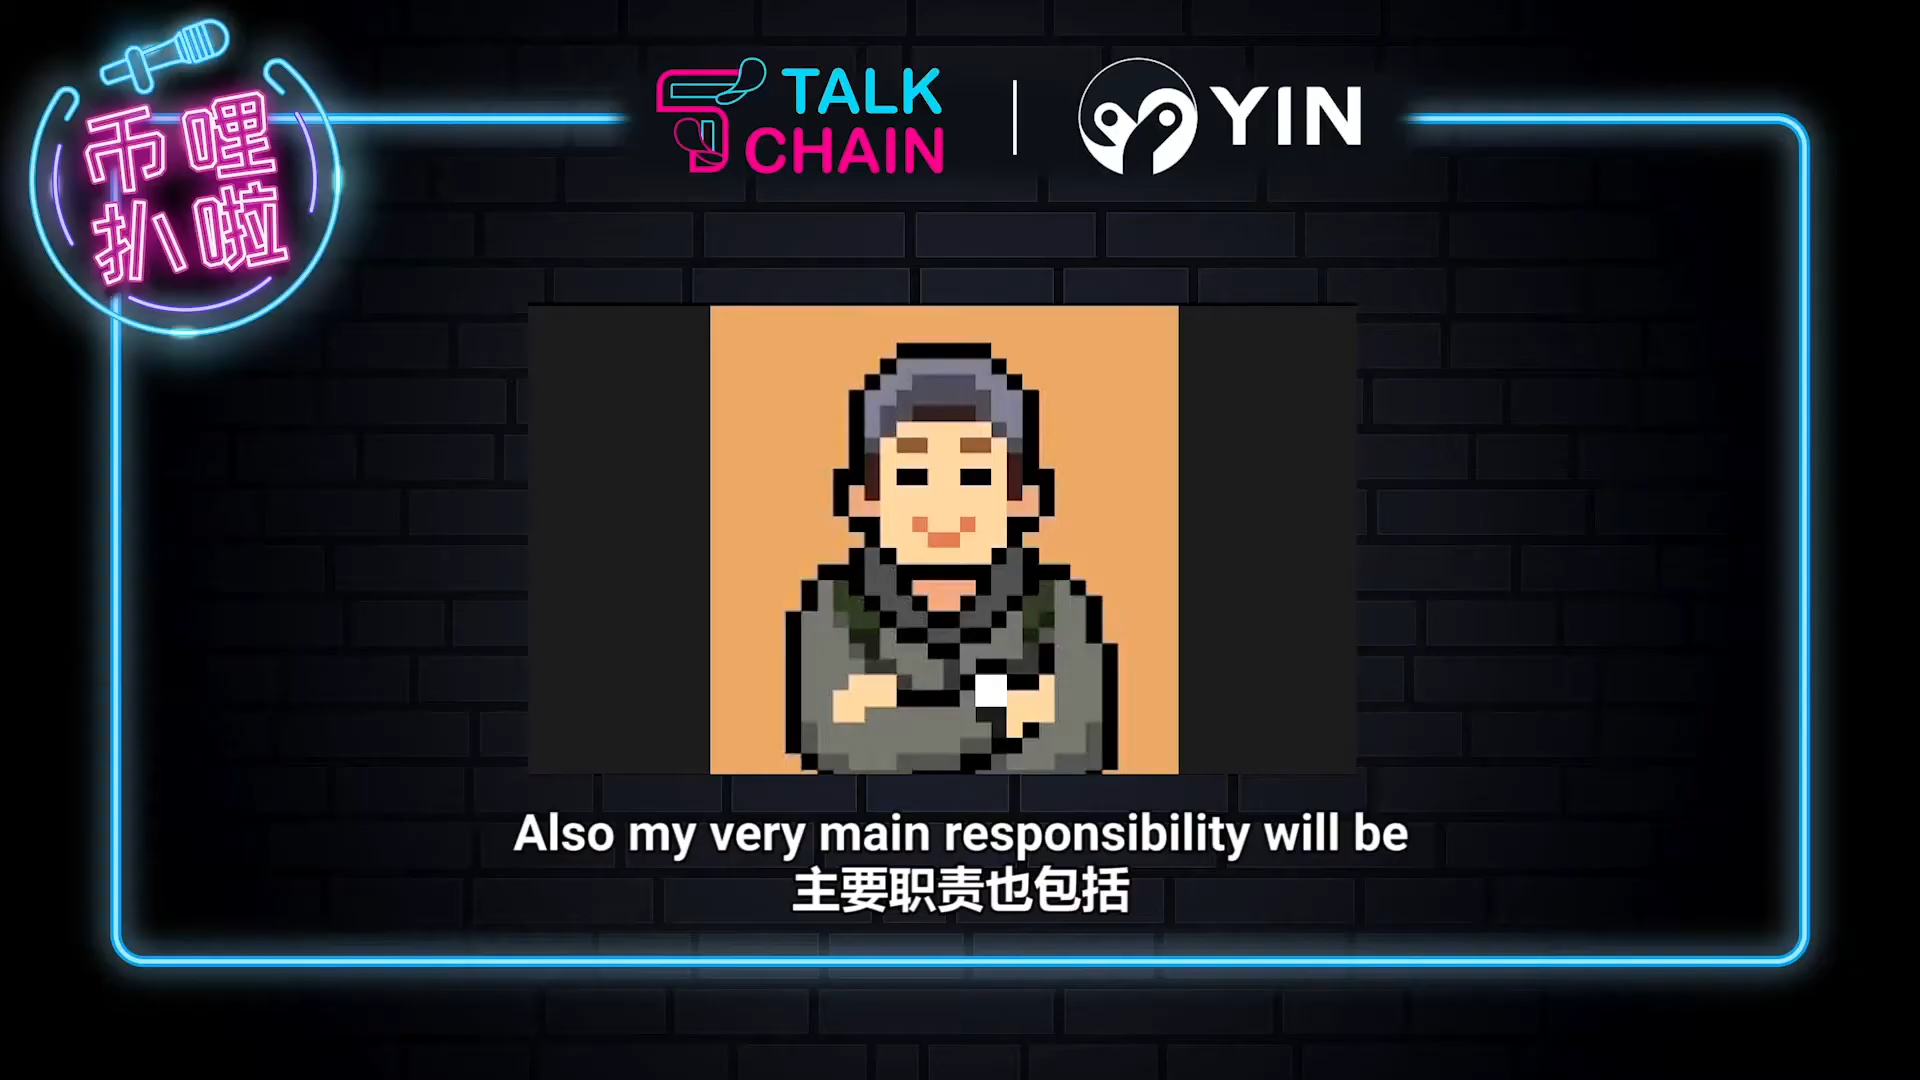 币哩
扒啦
TALK
CHAIN
YIN
Also my very main responsibility will be
主要职责也包括